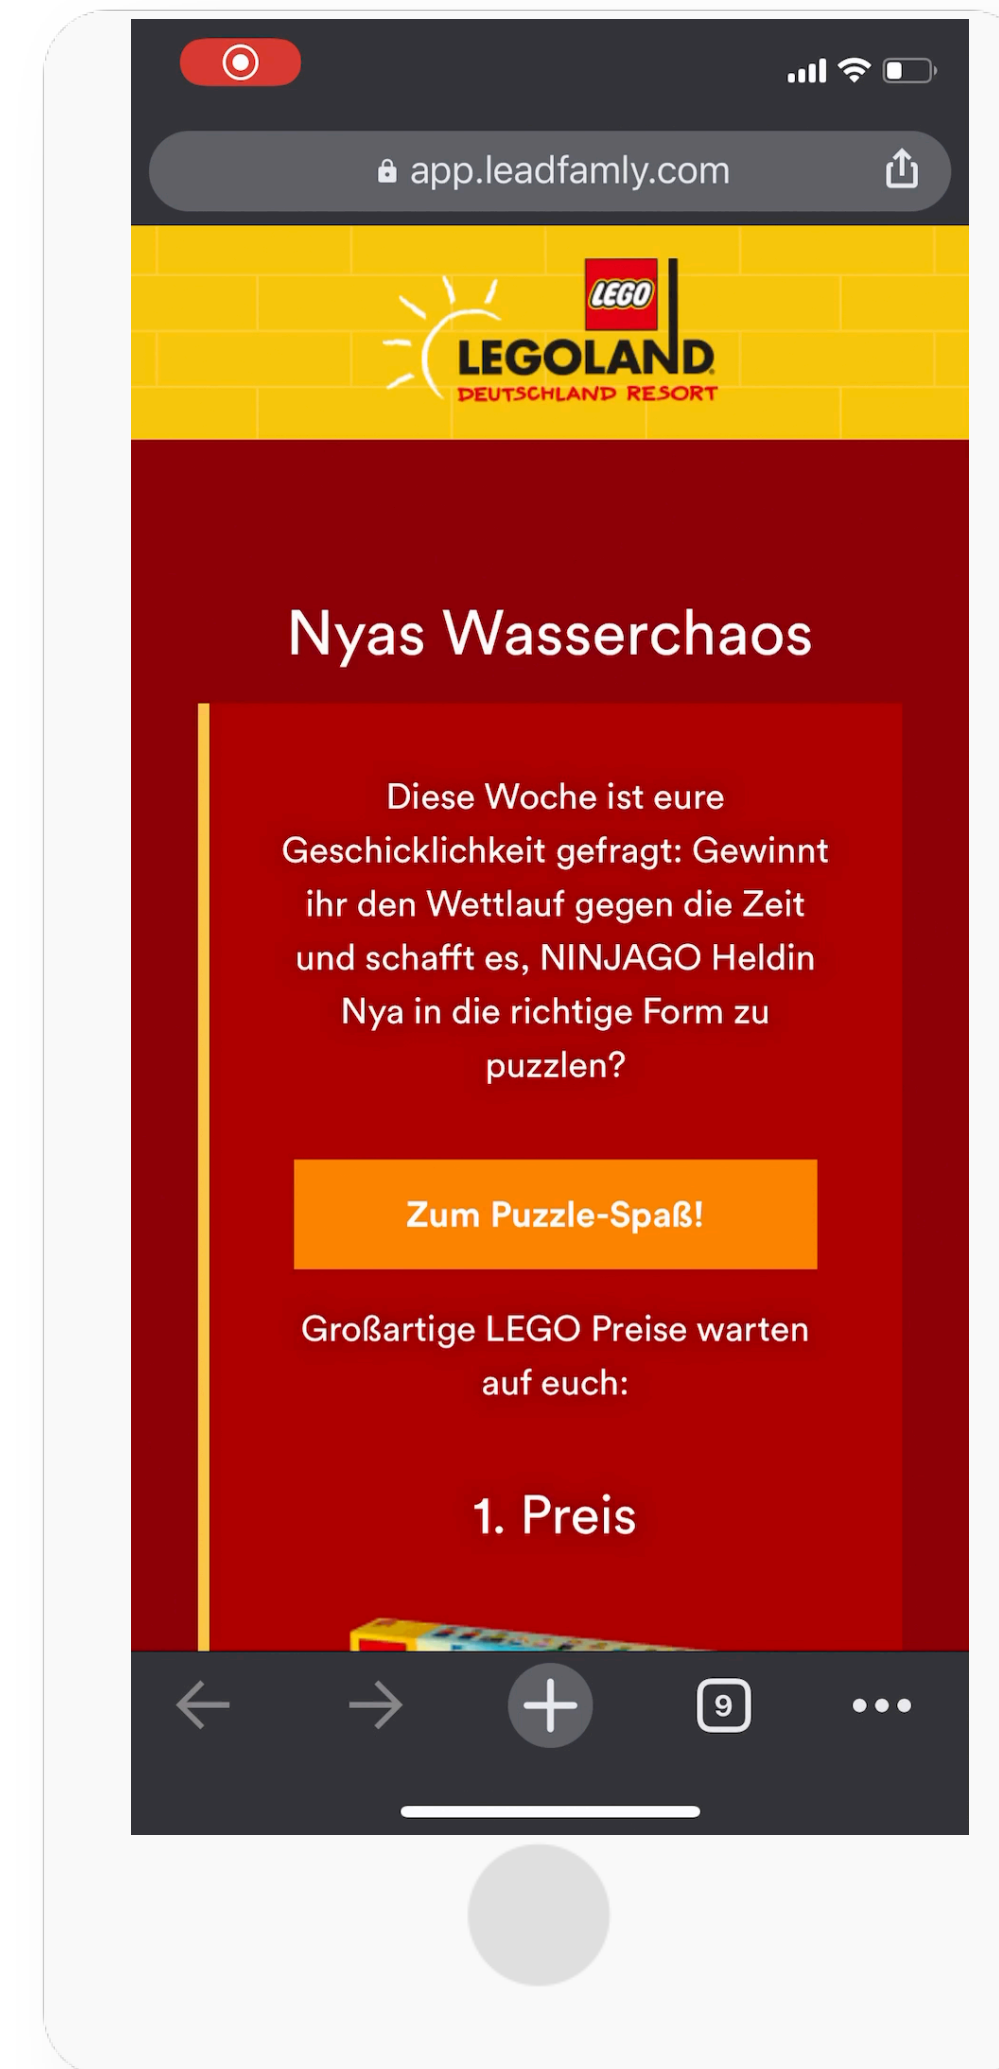 app.leadfamly.com
LEGO
LEGOLAND
DEUTSCHLAND RESORT
Nyas Wasserchaos
Diese Woche ist eure
Geschicklichkeit gefragt: Gewinnt
ihr den Wettlauf gegen die Zeit
und schafft es, NINJAGO Heldin
Nya in die richtige Form zu
puzzlen?
Zum Puzzle-Spaß!
Großartige LEGO Preise warten
auf euch:
1. Preis
9